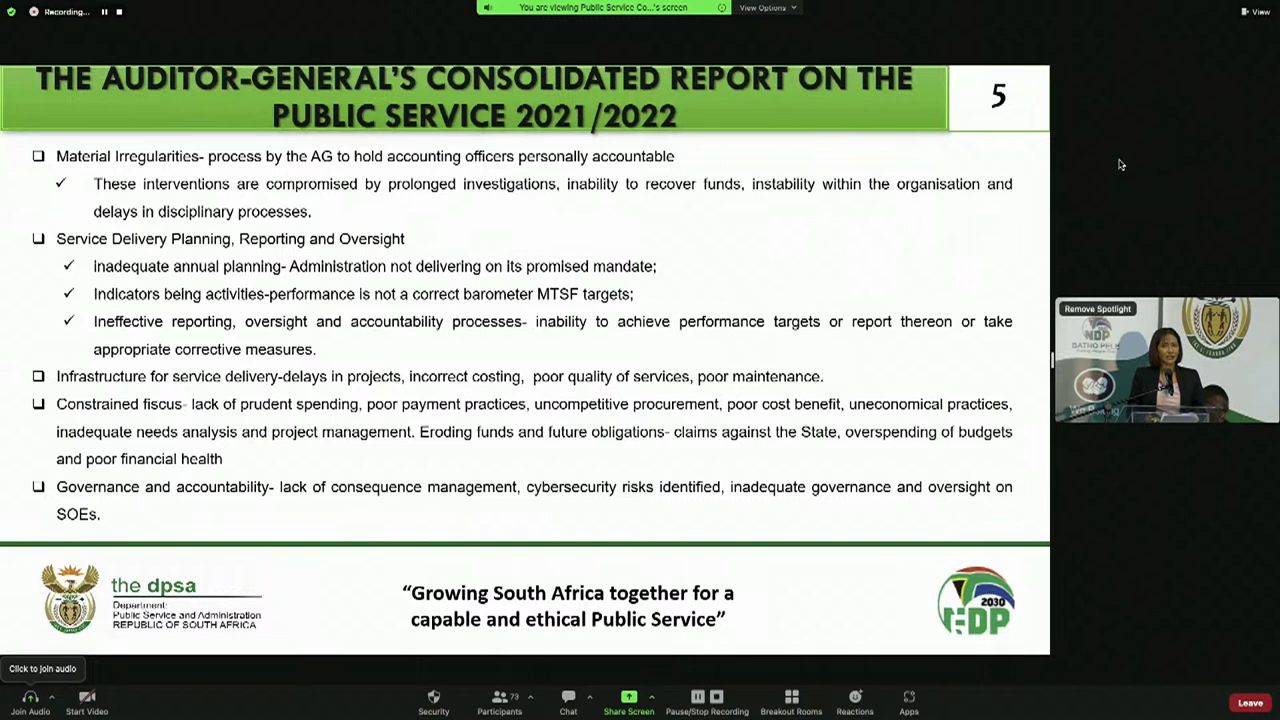 Recording...
You are viewing Public Service Co...'s screen
View Options
View
THE AUDITOR-GENERAL'S CONSOLIDATED REPORT ON THE
PUBLIC SERVICE 2021/2022
5
Material Irregularities- process by the AG to hold accounting officers personally accountable
These interventions are compromised by prolonged investigations, inability to recover funds, instability within the organisation and
delays in disciplinary processes.
Service Delivery Planning, Reporting and Oversight
inadequate annual planning- Administration not delivering on its promised mandate;
Indicators being activities-performance is not a correct barometer MTSF targets;
Ineffective reporting, oversight and accountability processes- inability to achieve performance targets or report thereon or take
appropriate corrective measures.
Infrastructure for service delivery-delays in projects, incorrect costing, poor quality of services, poor maintenance.
Constrained fiscus- lack of prudent spending, poor payment practices, uncompetitive procurement, poor cost benefit, uneconomical practices,
inadequate needs analysis and project management. Eroding funds and future obligations- claims against the State, overspending of budgets
and poor financial health
Governance and accountability- lack of consequence management, cybersecurity risks identified, inadequate governance and oversight on
SOEs.
the dpsa
Department:
Public Service and Administration
REPUBLIC OF SOUTH AFRICA
“Growing South Africa together for a
capable and ethical Public Service”
2030
NDP
Remove Spotlight
NDP
BATHO PELE
Click to join audio
Join Audio
Start Video
Security
73
Participants
Chat
Share Screen
Pause/Stop Recording
Breakout Rooms
Reactions
Apps
Leave